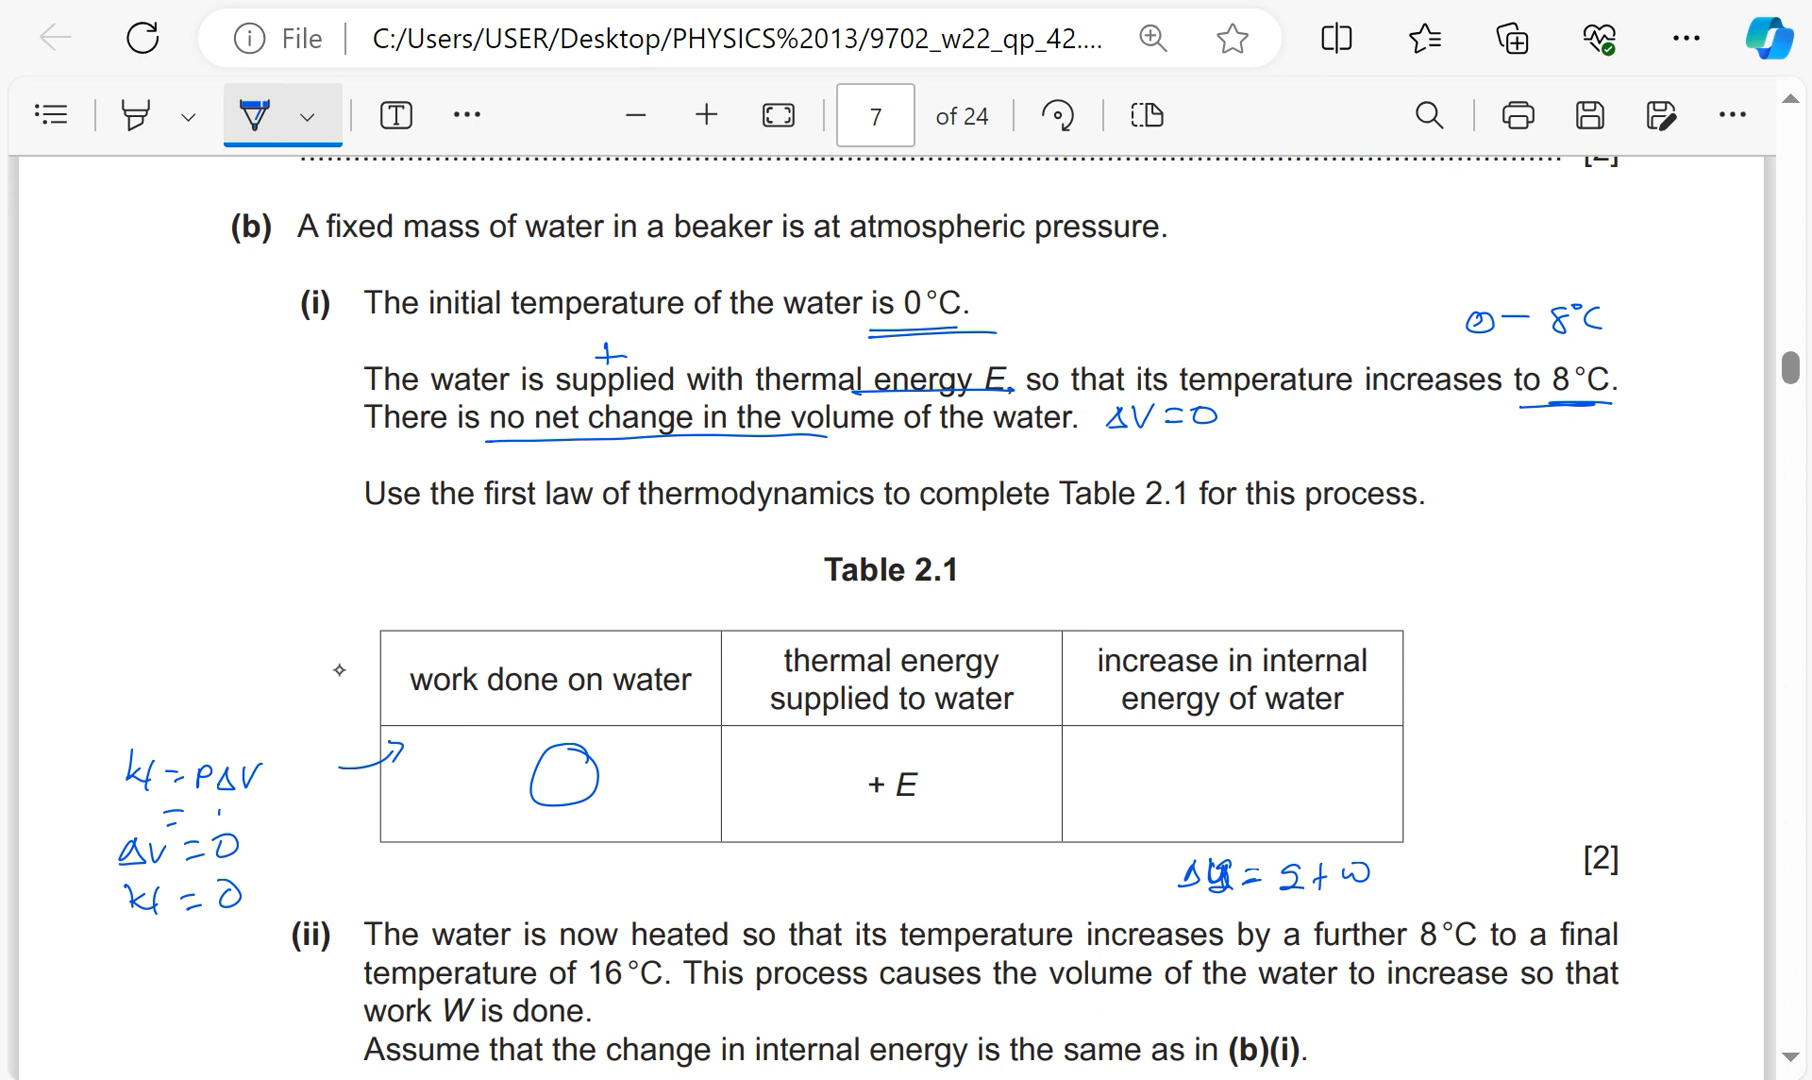 File C:/Users/USER/Desktop/PHYSICS%2013/9702_w22_qp_42....
7 of 24
[2]
(b) A fixed mass of water in a beaker is at atmospheric pressure.
(i) The initial temperature of the water is 0 °C.
0 — 8°C
+
The water is supplied with thermal energy E, so that its temperature increases to 8 °C.
There is no net change in the volume of the water. ΔV = 0
Use the first law of thermodynamics to complete Table 2.1 for this process.
Table 2.1
work done on water
thermal energy supplied to water
increase in internal energy of water
0
+ E
= PΔV
=
ΔV = 0
= 0
[2]
(ii) The water is now heated so that its temperature increases by a further 8 °C to a final
temperature of 16 °C. This process causes the volume of the water to increase so that
work W is done.
Assume that the change in internal energy is the same as in (b)(i).